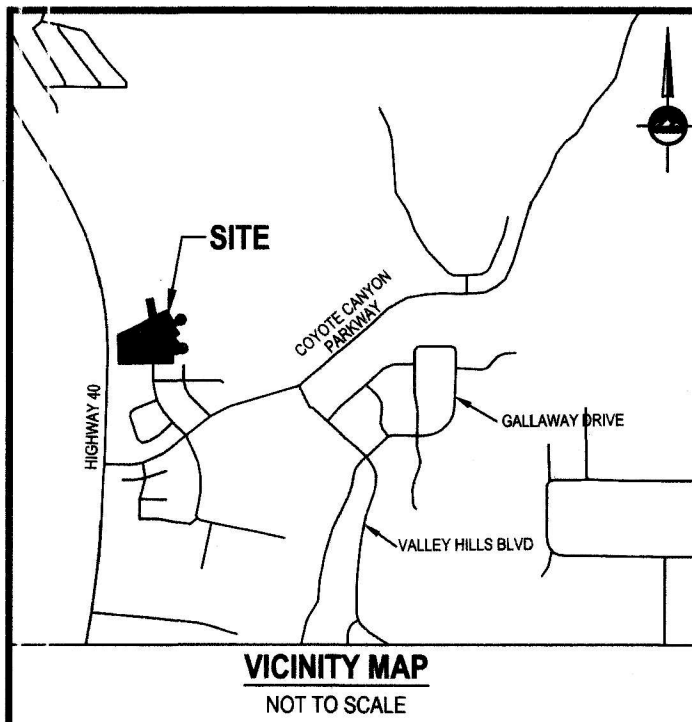 SITE
COYOTE CANYON
PARKWAY
HIGHWAY 40
GALLAWAY DRIVE
VALLEY HILLS BLVD
VICINITY MAP
NOT TO SCALE